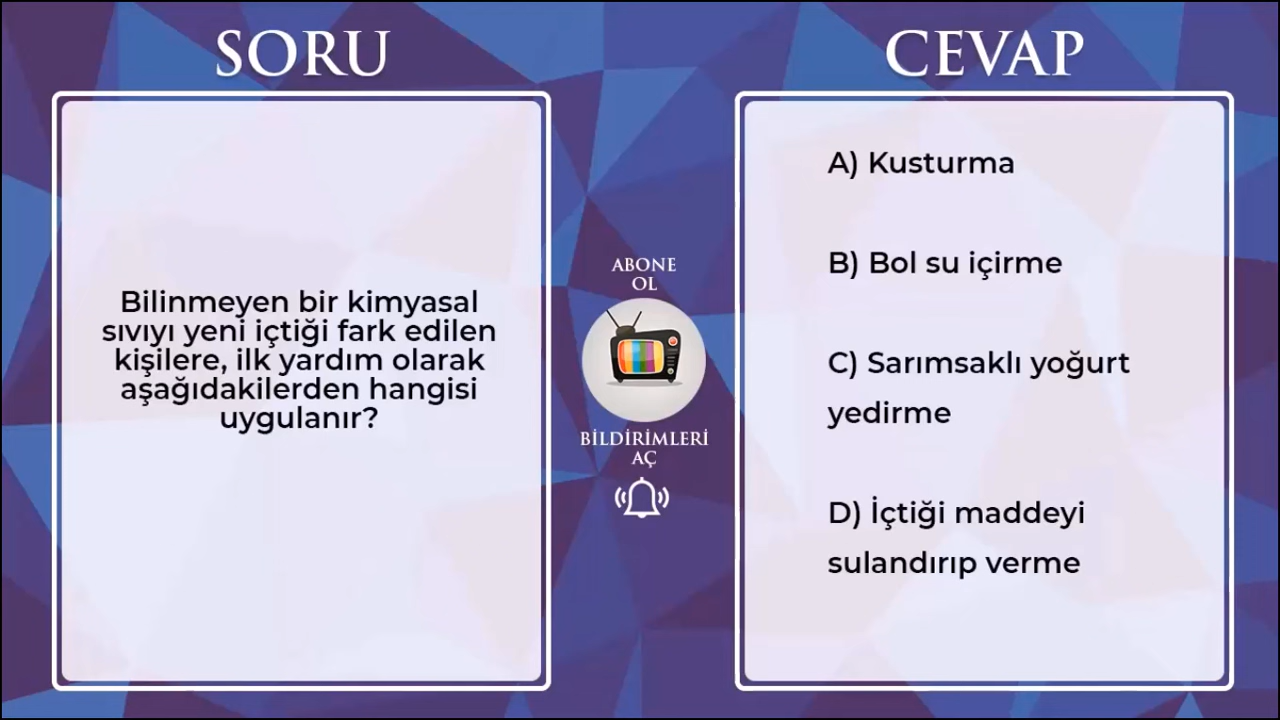 SORU
Bilinmeyen bir kimyasal
sıvıyı yeni içtiği fark edilen
kişilere, ilk yardım olarak
aşağıdakilerden hangisi
uygulanır?
ABONE
OL
BİLDİRİMLERİ
AÇ
CEVAP
A) Kusturma
B) Bol su içirme
C) Sarımsaklı yoğurt
yedirme
D) İçtiği maddeyi
sulandırıp verme